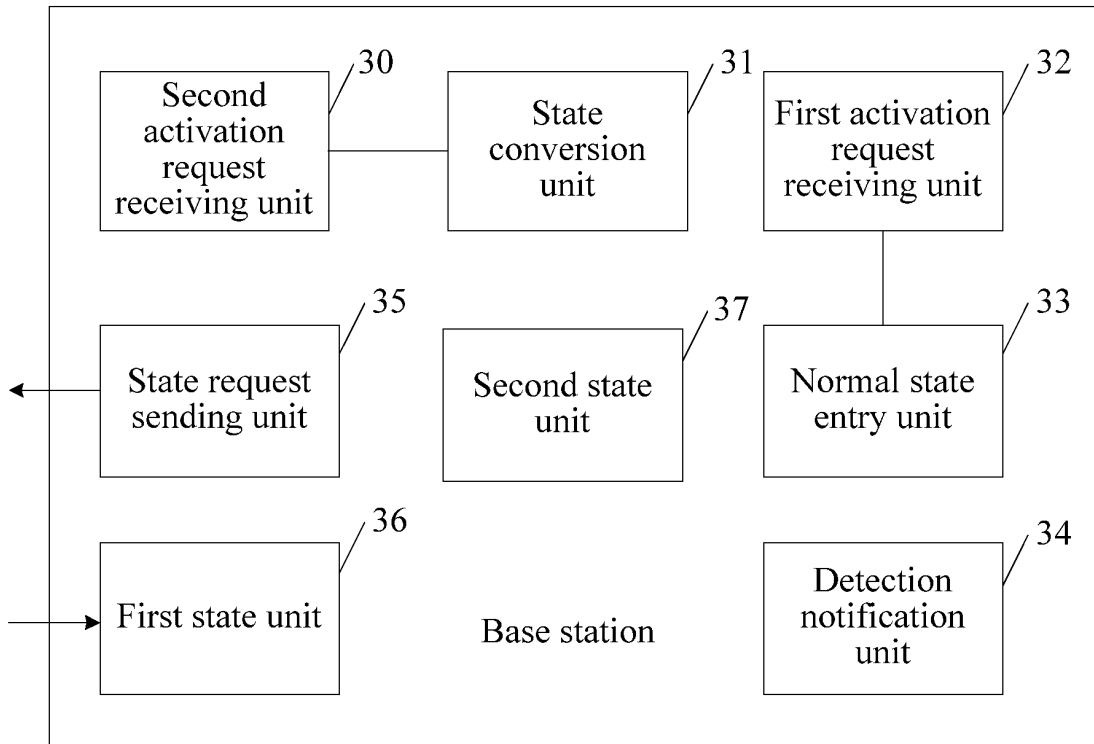 30
Second
activation
request
receiving unit
31
State
conversion
unit
32
First activation
request
receiving unit
35
State request
sending unit
37
Second state
unit
33
Normal state
entry unit
36
First state unit
Base station
34
Detection
notification
unit